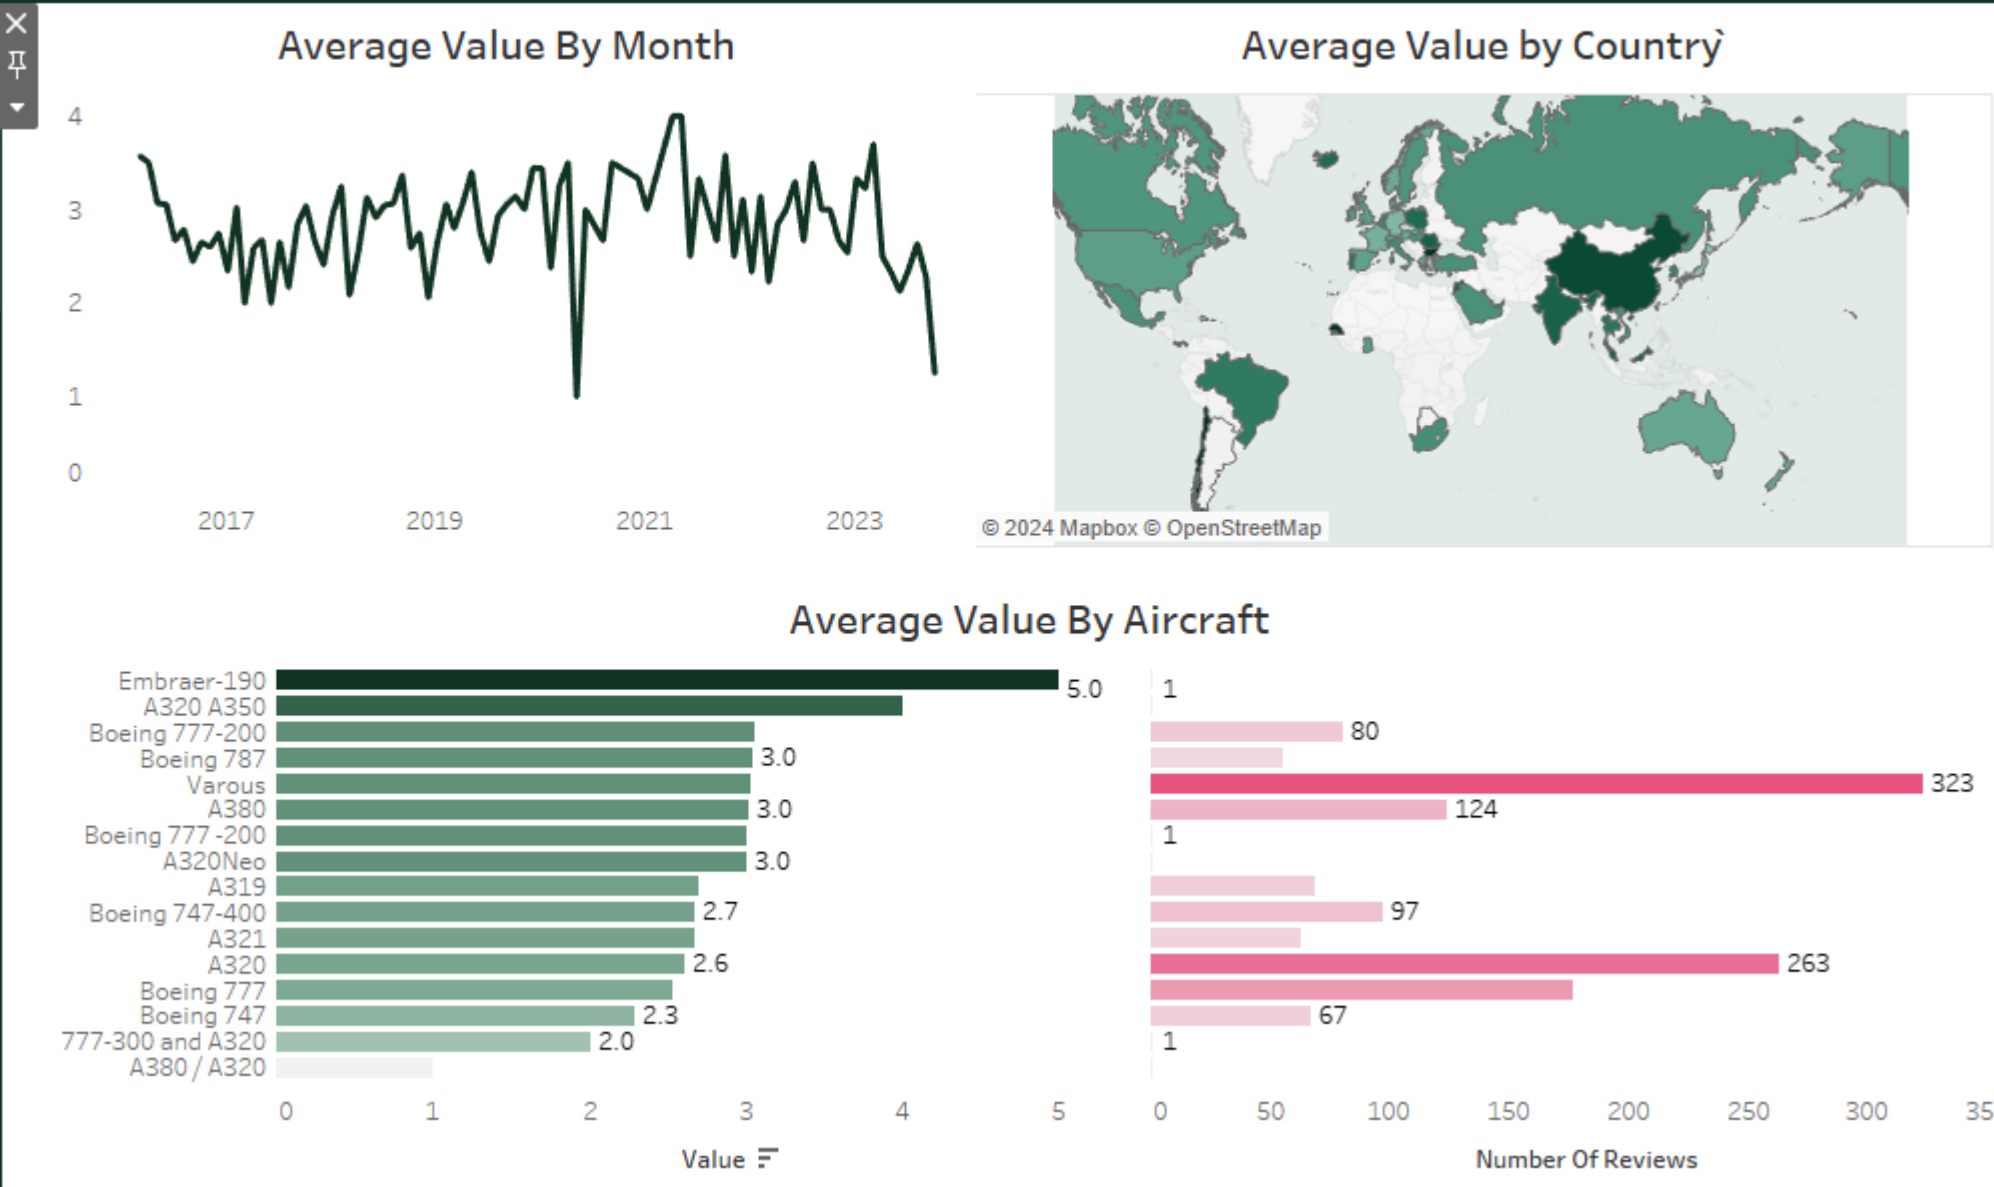 Average Value By Month
4
3
2
1
0
2017 2019 2021 2023
Average Value by Country`
© 2024 Mapbox © OpenStreetMap
Average Value By Aircraft
Embraer-190 5.0 1
A320 A350
Boeing 777-200 80
Boeing 787 3.0
Varous 323
A380 3.0 124
Boeing 777 -200 1
A320Neo 3.0
A319
Boeing 747-400 2.7 97
A321
A320 2.6 263
Boeing 777
Boeing 747 2.3 67
777-300 and A320 2.0 1
A380 / A320
0 1 2 3 4 5 0 50 100 150 200 250 300 35
Value Number Of Reviews